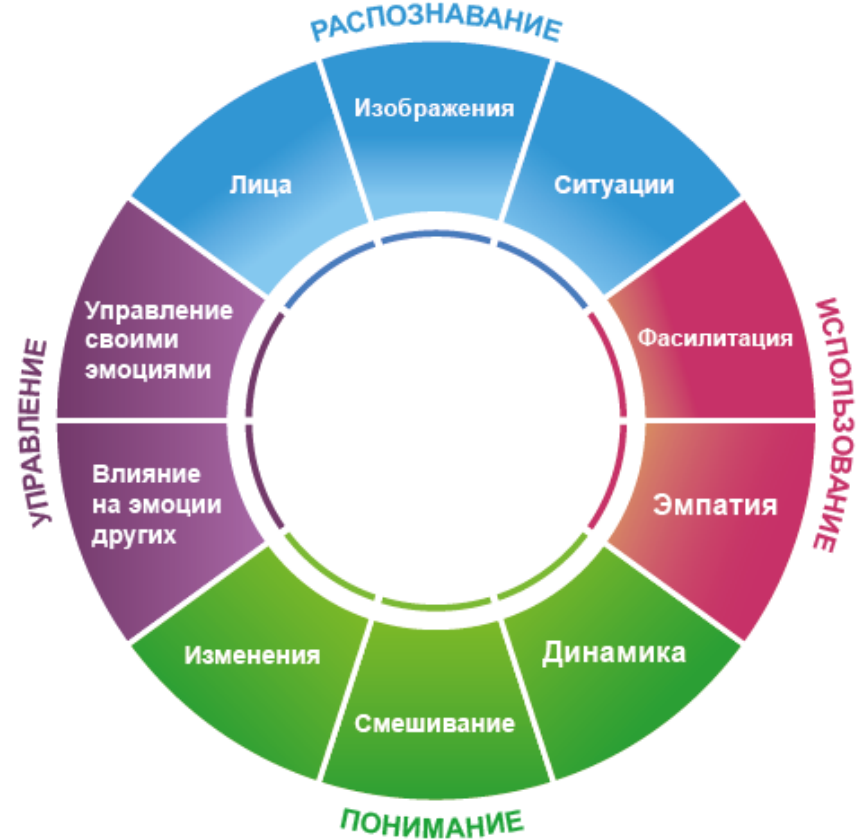 РАСПОЗНАВАНИЕ
Изображения
Лица
Ситуации
Управление
своими
эмоциями
Фасилитация
УПРАВЛЕНИЕ
ИСПОЛЬЗОВАНИЕ
Влияние
на эмоции
других
Эмпатия
Изменения
Динамика
Смешивание
ПОНИМАНИЕ